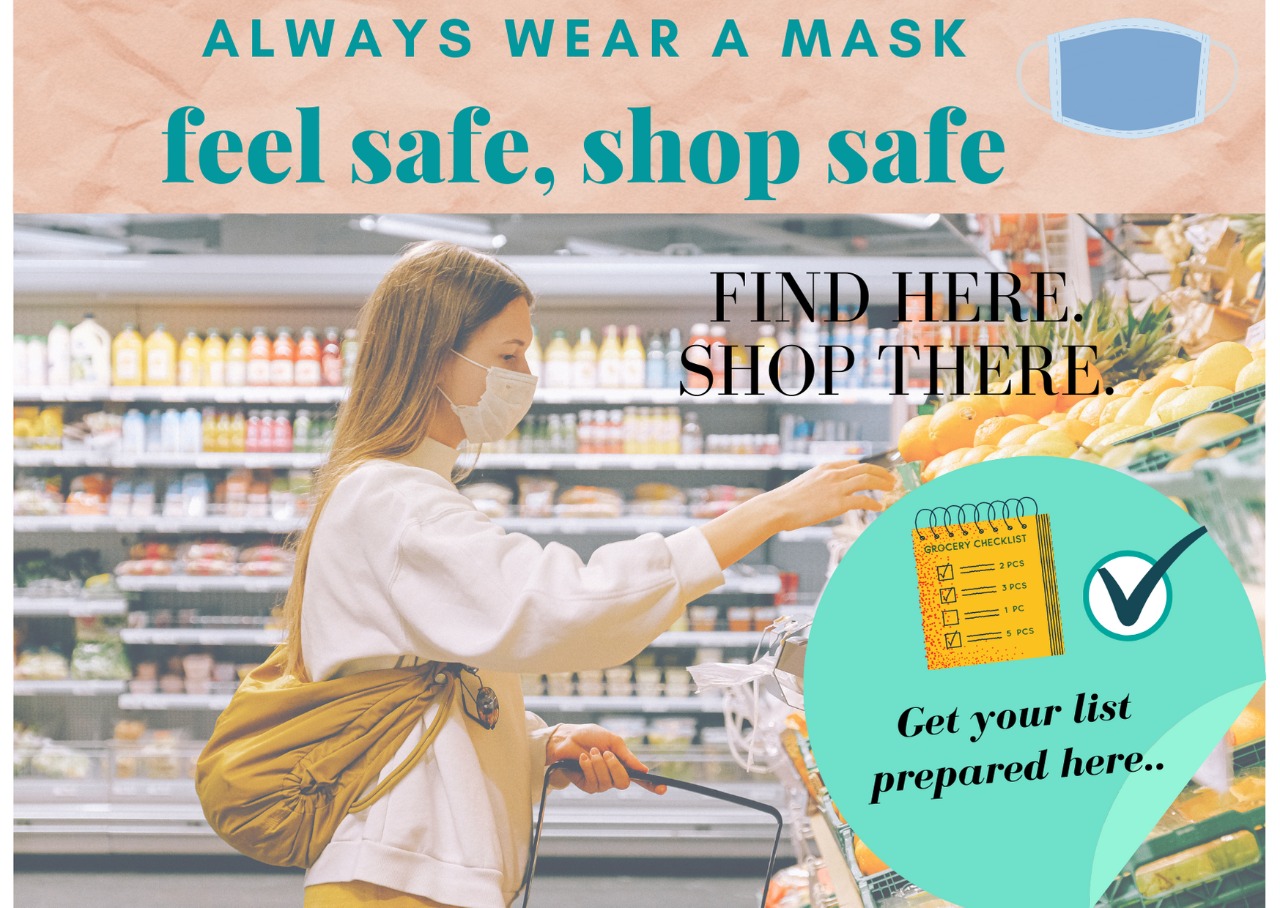 ALWAYS WEAR A MASK
feel safe, shop safe
FIND HERE.
SHOP THERE.
GROCERY CHECKLIST
2 PCS
3 PCS
1 PC
5 PCS
Get your list
prepared here..